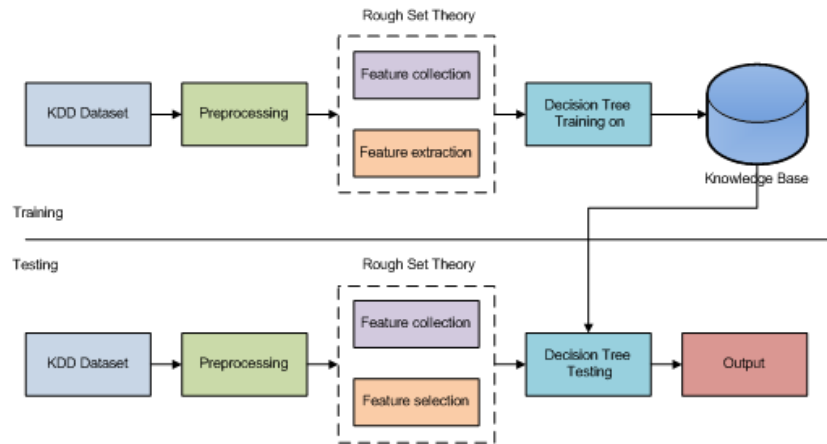 Rough Set Theory
Feature collection
KDD Dataset
Preprocessing
Decision Tree
Training on
Feature extraction
Knowledge Base
Training
Testing
Rough Set Theory
Feature collection
KDD Dataset
Preprocessing
Decision Tree
Testing
Output
Feature selection